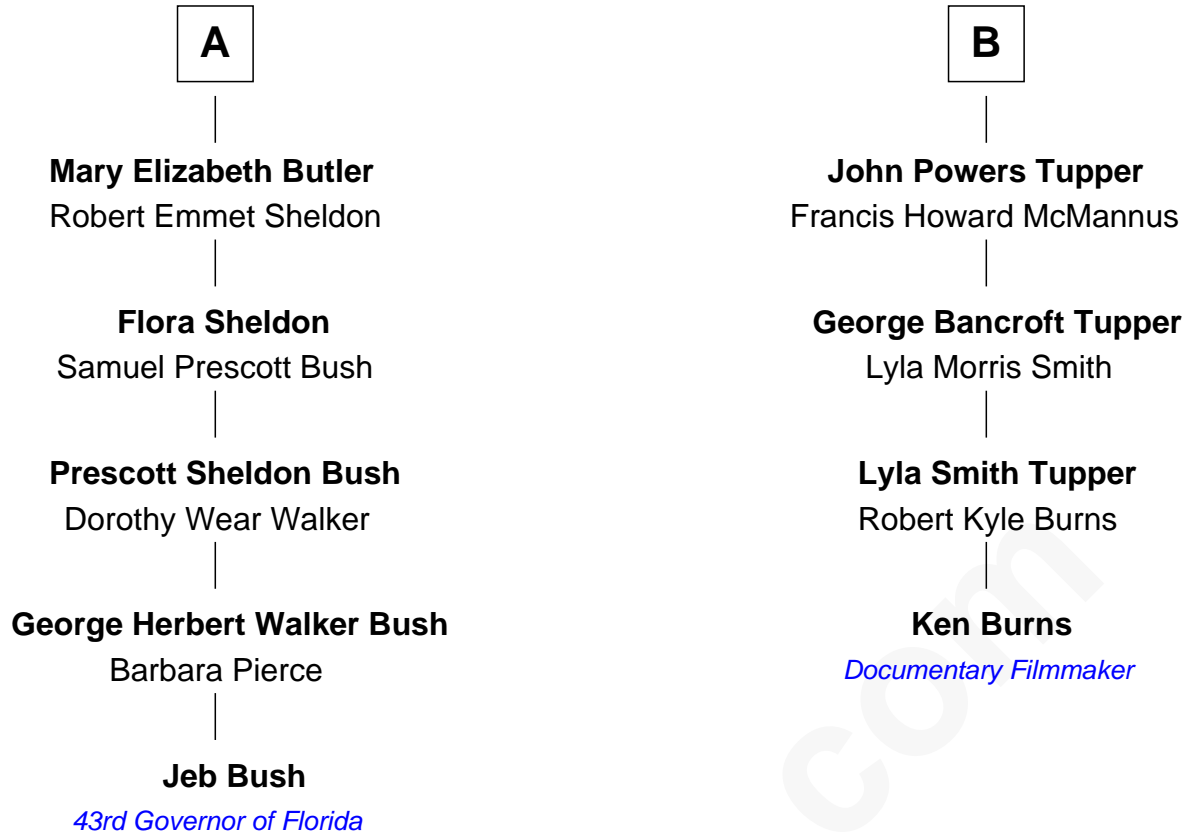 A
Mary Elizabeth Butler
Robert Emmet Sheldon
Flora Sheldon
Samuel Prescott Bush
Prescott Sheldon Bush
Dorothy Wear Walker
George Herbert Walker Bush
Barbara Pierce
Jeb Bush
43rd Governor of Florida
B
John Powers Tupper
Francis Howard McMannus
George Bancroft Tupper
Lyla Morris Smith
Lyla Smith Tupper
Robert Kyle Burns
Ken Burns
Documentary Filmmaker
com